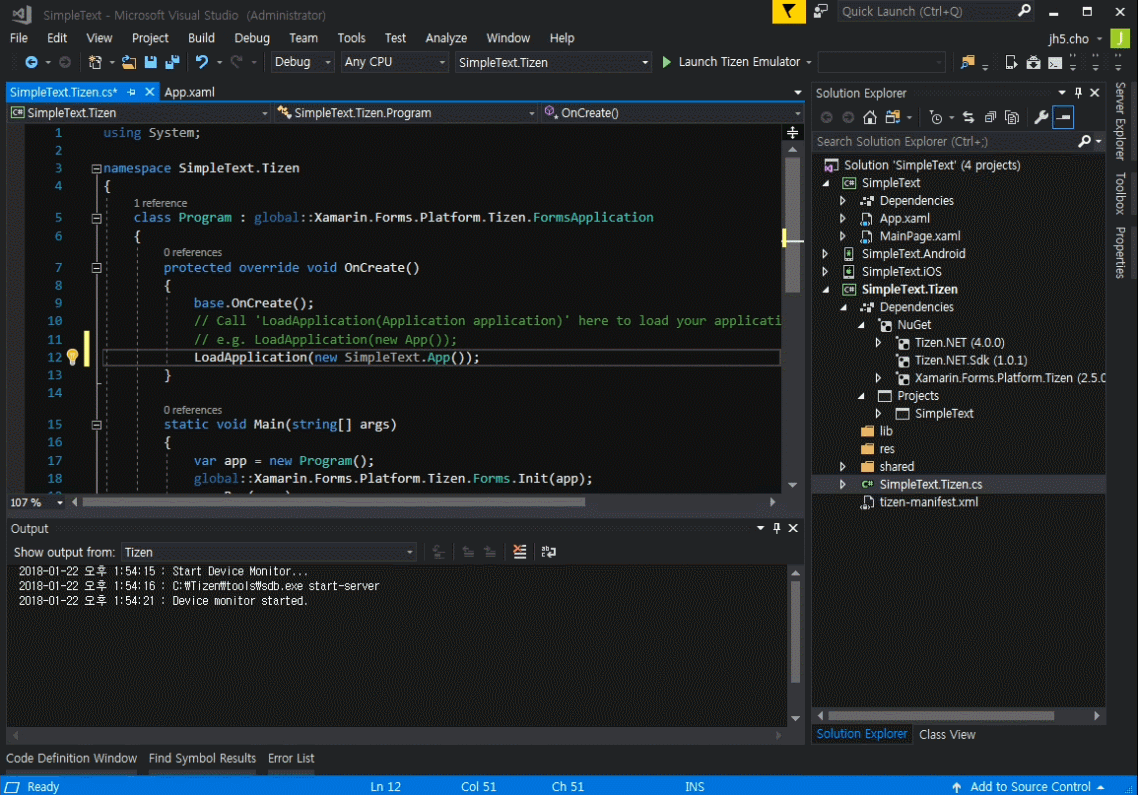 SimpleText - Microsoft Visual Studio (Administrator)
Quick Launch (Ctrl+Q)
File Edit View Project Build Debug Team Tools Test Analyze Window Help
jh5.cho
J
Debug Any CPU SimpleText.Tizen Launch Tizen Emulator
SimpleText.Tizen.cs* App.xaml
SimpleText.Tizen SimpleText.Tizen.Program OnCreate()
1 using System;
2
3 namespace SimpleText.Tizen
4 {
1 reference
5 class Program : global::Xamarin.Forms.Platform.Tizen.FormsApplication
6 {
0 references
7 protected override void OnCreate()
8 {
9 base.OnCreate();
10 // Call 'LoadApplication(Application application)' here to load your applicati
11 // e.g. LoadApplication(new App());
12 LoadApplication(new SimpleText.App());
13 }
14
0 references
15 static void Main(string[] args)
16 {
17 var app = new Program();
18 global::Xamarin.Forms.Platform.Tizen.Forms.Init(app);
107 %
Output
Show output from: Tizen
2018-01-22 오후 1:54:15 : Start Device Monitor...
2018-01-22 오후 1:54:16 : C:₩Tizen₩tools₩sdb.exe start-server
2018-01-22 오후 1:54:21 : Device monitor started.
Code Definition Window Find Symbol Results Error List
Solution Explorer
Search Solution Explorer (Ctrl+;)
Solution 'SimpleText' (4 projects)
C# SimpleText
Dependencies
App.xaml
MainPage.xaml
SimpleText.Android
SimpleText.iOS
C# SimpleText.Tizen
Dependencies
NuGet
Tizen.NET (4.0.0)
Tizen.NET.Sdk (1.0.1)
Xamarin.Forms.Platform.Tizen (2.5.0
Projects
SimpleText
lib
res
shared
C# SimpleText.Tizen.cs
tizen-manifest.xml
Solution Explorer Class View
Server Explorer
Toolbox
Properties
Ready Ln 12 Col 51 Ch 51 INS Add to Source Control